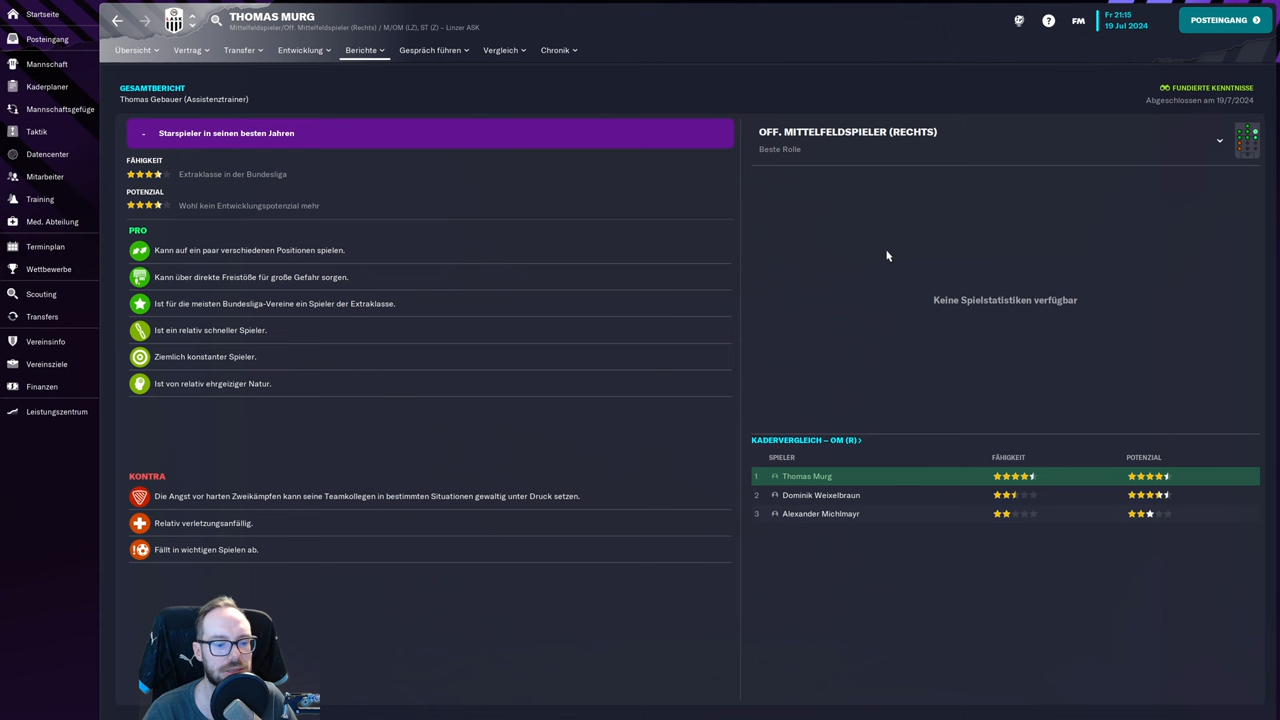 Startseite
Posteingang
Mannschaft
Kaderplaner
Mannschaftsgefüge
Taktik
Datencenter
Mitarbeiter
Training
Med. Abteilung
Terminplan
Wettbewerbe
Scouting
Transfers
Vereinsinfo
Vereinsziele
Finanzen
Leistungszentrum
THOMAS MURG
Mittelfeldspieler/Off. Mittelfeldspieler (Rechts) / M/OM (LZ), ST (Z) – Linzer ASK
FM
Fr 21:15
19 Jul 2024
POSTEINGANG
Übersicht
Vertrag
Transfer
Entwicklung
Berichte
Gespräch führen
Vergleich
Chronik
GESAMTBERICHT
Thomas Gebauer (Assistenztrainer)
FUNDIERTE KENNTNISSE
Abgeschlossen am 19/7/2024
- Starspieler in seinen besten Jahren
FÄHIGKEIT
Extraklasse in der Bundesliga
POTENZIAL
Wohl kein Entwicklungspotenzial mehr
PRO
Kann auf ein paar verschiedenen Positionen spielen.
Kann über direkte Freistöße für große Gefahr sorgen.
Ist für die meisten Bundesliga-Vereine ein Spieler der Extraklasse.
Ist ein relativ schneller Spieler.
Ziemlich konstanter Spieler.
Ist von relativ ehrgeiziger Natur.
KONTRA
Die Angst vor harten Zweikämpfen kann seine Teamkollegen in bestimmten Situationen gewaltig unter Druck setzen.
Relativ verletzungsanfällig.
Fällt in wichtigen Spielen ab.
OFF. MITTELFELDSPIELER (RECHTS)
Beste Rolle
Keine Spielstatistiken verfügbar
KADERVERGLEICH – OM (R)
SPIELER FÄHIGKEIT POTENZIAL
1 Thomas Murg
2 Dominik Weixelbraun
3 Alexander Michlmayr